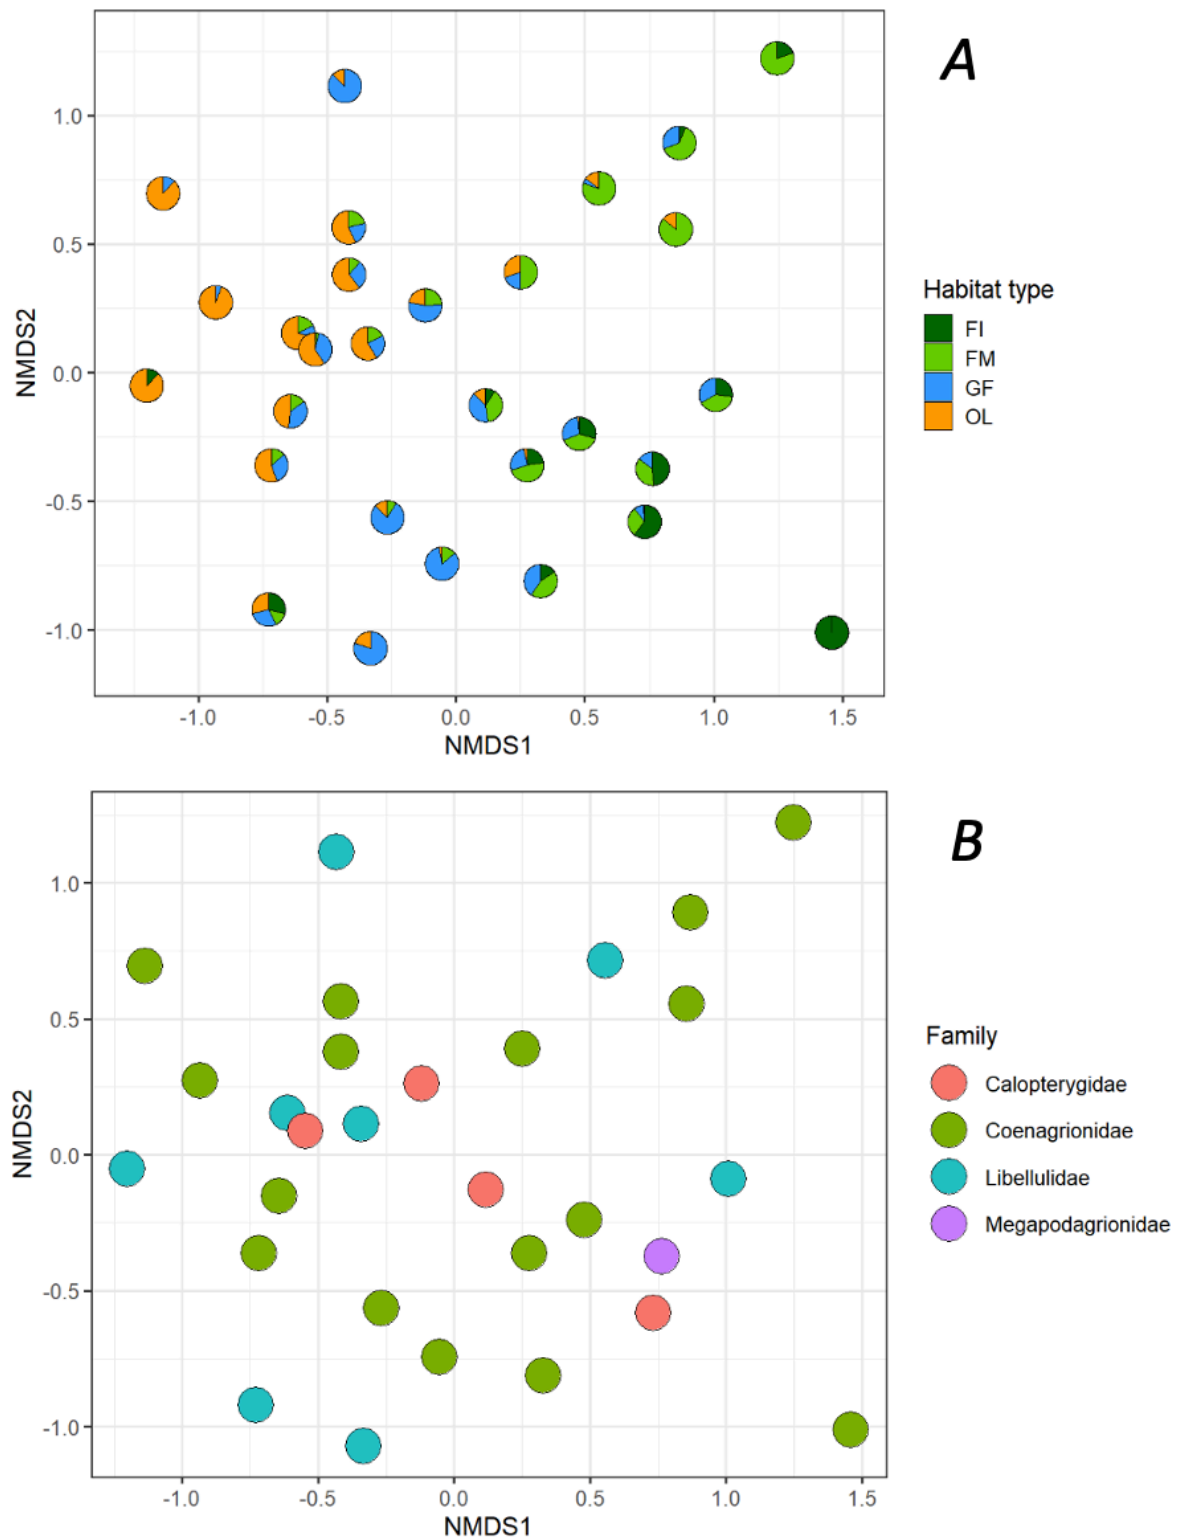 A
1.0
0.5
0.0
-0.5
-1.0
NMDS2
-1.0 -0.5 0.0 0.5 1.0 1.5
NMDS1
Habitat type
FI
FM
GF
OL
B
1.0
0.5
0.0
-0.5
-1.0
NMDS2
-1.0 -0.5 0.0 0.5 1.0 1.5
NMDS1
Family
Calopterygidae
Coenagrionidae
Libellulidae
Megapodagrionidae